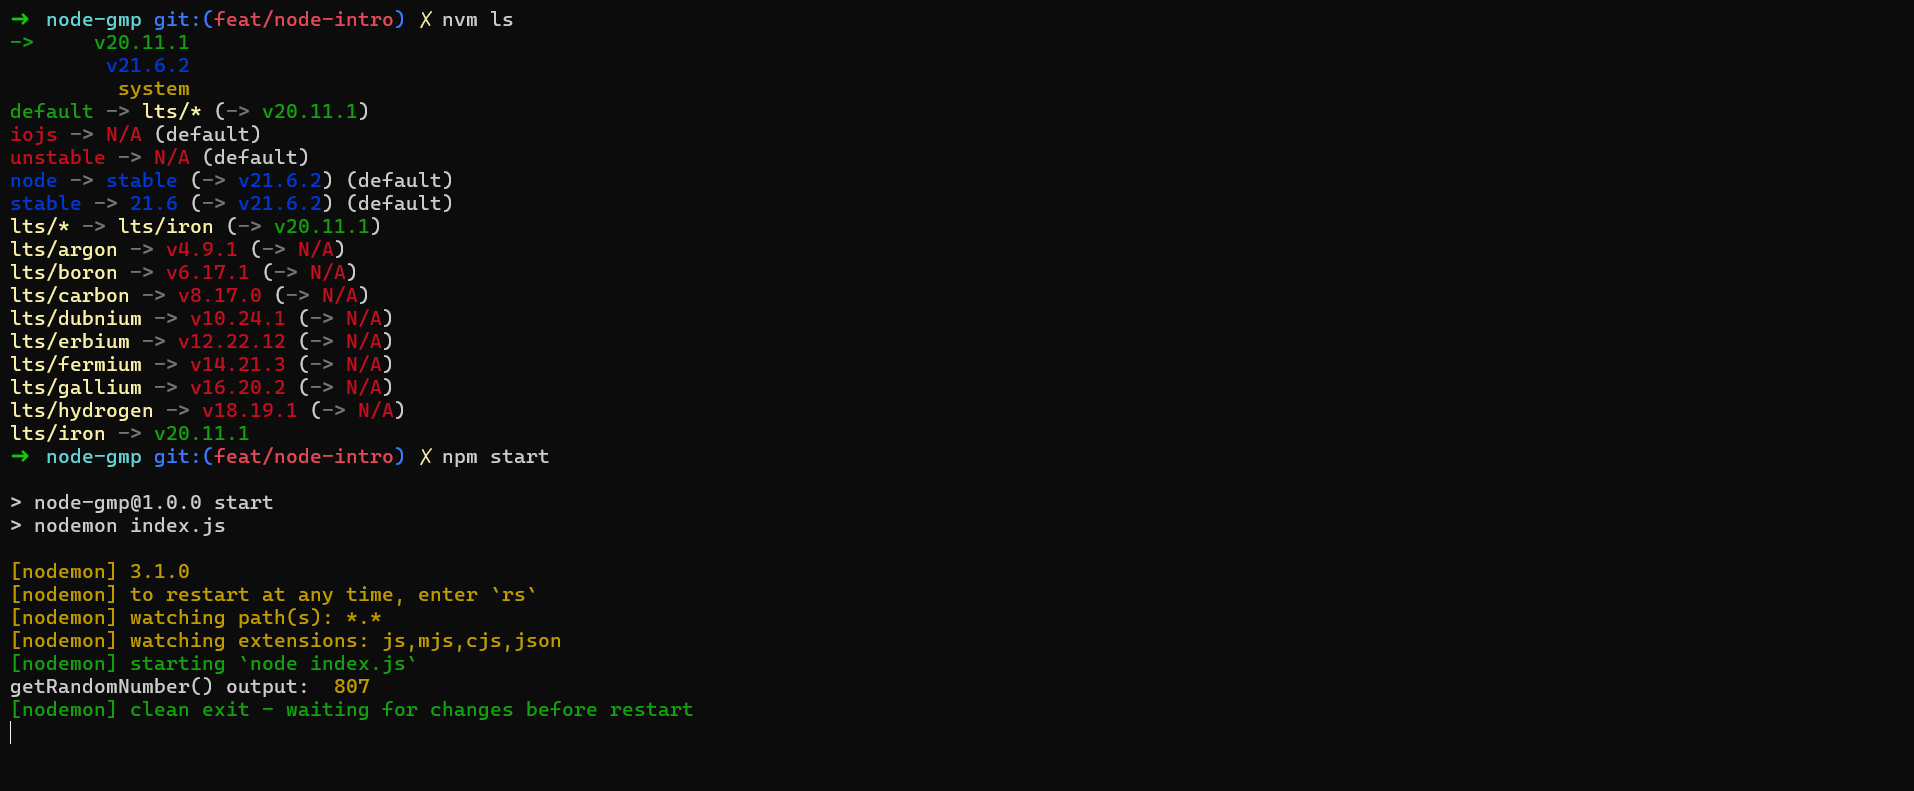 ➜ node-gmp git:(feat/node-intro) ✗ nvm ls
->     v20.11.1
        v21.6.2
         system
default -> lts/* (-> v20.11.1)
iojs -> N/A (default)
unstable -> N/A (default)
node -> stable (-> v21.6.2) (default)
stable -> 21.6 (-> v21.6.2) (default)
lts/* -> lts/iron (-> v20.11.1)
lts/argon -> v4.9.1 (-> N/A)
lts/boron -> v6.17.1 (-> N/A)
lts/carbon -> v8.17.0 (-> N/A)
lts/dubnium -> v10.24.1 (-> N/A)
lts/erbium -> v12.22.12 (-> N/A)
lts/fermium -> v14.21.3 (-> N/A)
lts/gallium -> v16.20.2 (-> N/A)
lts/hydrogen -> v18.19.1 (-> N/A)
lts/iron -> v20.11.1
➜ node-gmp git:(feat/node-intro) ✗ npm start
> node-gmp@1.0.0 start
> nodemon index.js
[nodemon] 3.1.0
[nodemon] to restart at any time, enter `rs`
[nodemon] watching path(s): *.*
[nodemon] watching extensions: js,mjs,cjs,json
[nodemon] starting `node index.js`
getRandomNumber() output:  807
[nodemon] clean exit - waiting for changes before restart